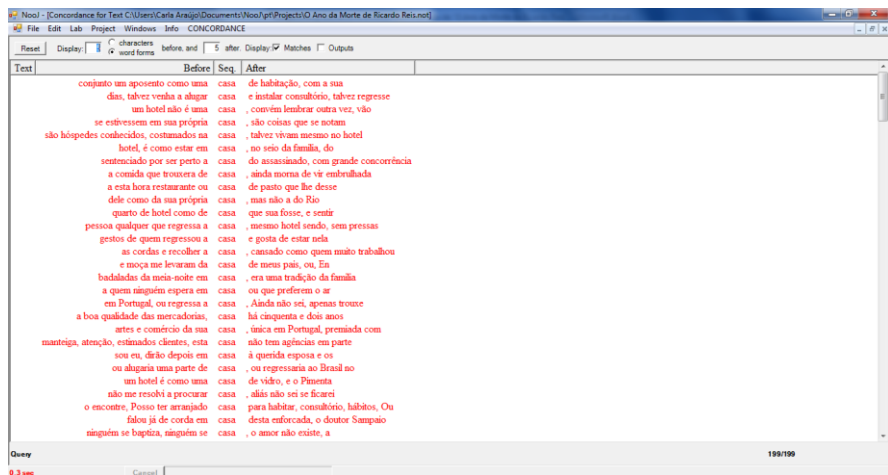 NooJ - [Concordance for Text C:\Users\Carla Araújo\Documents\NooJ\pt\Projects\O Ano da Morte de Ricardo Reis.not]
File Edit Lab Project Windows Info CONCORDANCE
Reset Display: characters word forms before, and 5 after. Display: Matches Outputs
Text Before Seq. After
conjunto um aposento como uma casa de habitação, com a sua
dias, talvez venha a alugar casa e instalar consultório, talvez regresse
um hotel não é uma casa , convém lembrar outra vez, vão
se estivessem em sua própria casa , são coisas que se notam
são hóspedes conhecidos, costumados na casa , talvez vivam mesmo no hotel
hotel, é como estar em casa , no seio da família, do
sentenciado por ser perto a casa do assassinado, com grande concorrência
a comida que trouxera de casa , ainda morna de vir embrulhada
a esta hora restaurante ou casa de pasto que lhe desse
dele como da sua própria casa , mas não a do Rio
quarto de hotel como de casa que sua fosse, e sentir
pessoa qualquer que regressa a casa , mesmo hotel sendo, sem pressas
gestos de quem regressou a casa e gosta de estar nela
as cordas e recolher a casa , cansado como quem muito trabalhou
e moça me levaram da casa de meus pais, ou, En
badaladas da meia-noite em casa , era uma tradição da família
a quem ninguém espera em casa ou que preferem o ar
em Portugal, ou regressa a casa , Ainda não sei, apenas trouxe
a boa qualidade das mercadorias, casa há cinquenta e dois anos
artes e comércio da sua casa , única em Portugal, premiada com
manteiga, atenção, estimados clientes, esta casa não tem agências em parte
sou eu, dirão depois em casa à querida esposa e os
ou alugaria uma parte de casa , ou regressaria ao Brasil no
um hotel é como uma casa de vidro, e o Pimenta
não me resolvi a procurar casa , aliás não sei se ficarei
o encontre, Posso ter arranjado casa para habitar, consultório, hábitos, Ou
falou já de corda em casa desta enforcada, o doutor Sampaio
ninguém se baptiza, ninguém se casa , o amor não existe, a
Query 199/199
0.3 sec Cancel